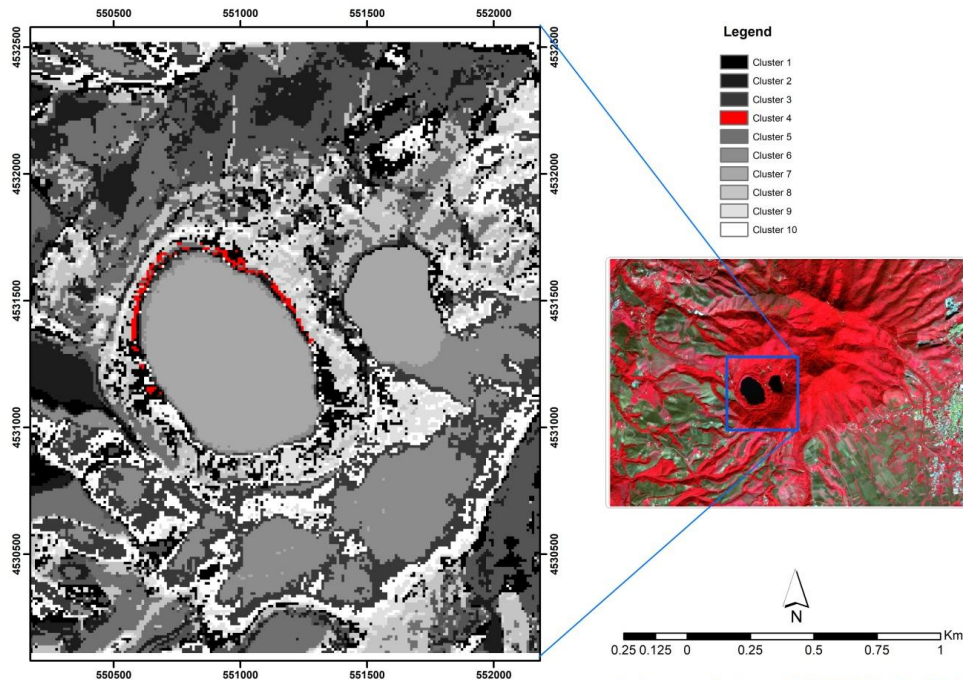 550500 551000 551500 552000
4532500 4532500
4532000 4532000
4531500 4531500
4531000 4531000
4530500 4530500
550500 551000 551500 552000
Legend
Cluster 1
Cluster 2
Cluster 3
Cluster 4
Cluster 5
Cluster 6
Cluster 7
Cluster 8
Cluster 9
Cluster 10
N
Km
0.25 0.125 0 0.25 0.5 0.75 1